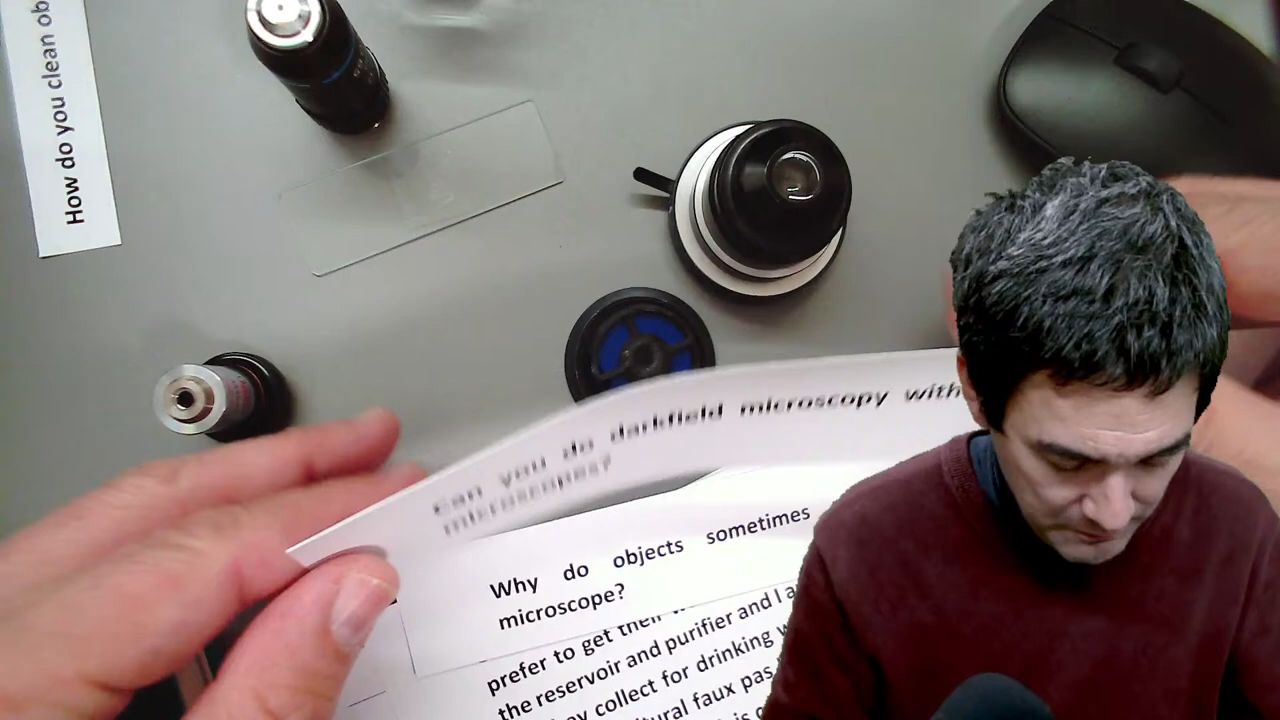 How do you clean ob
Can you do darkfield microscopy with
microscopes?
Why do objects sometimes
microscope?
prefer to get their
the reservoir and purifier and I
collect for drinking
faux pas